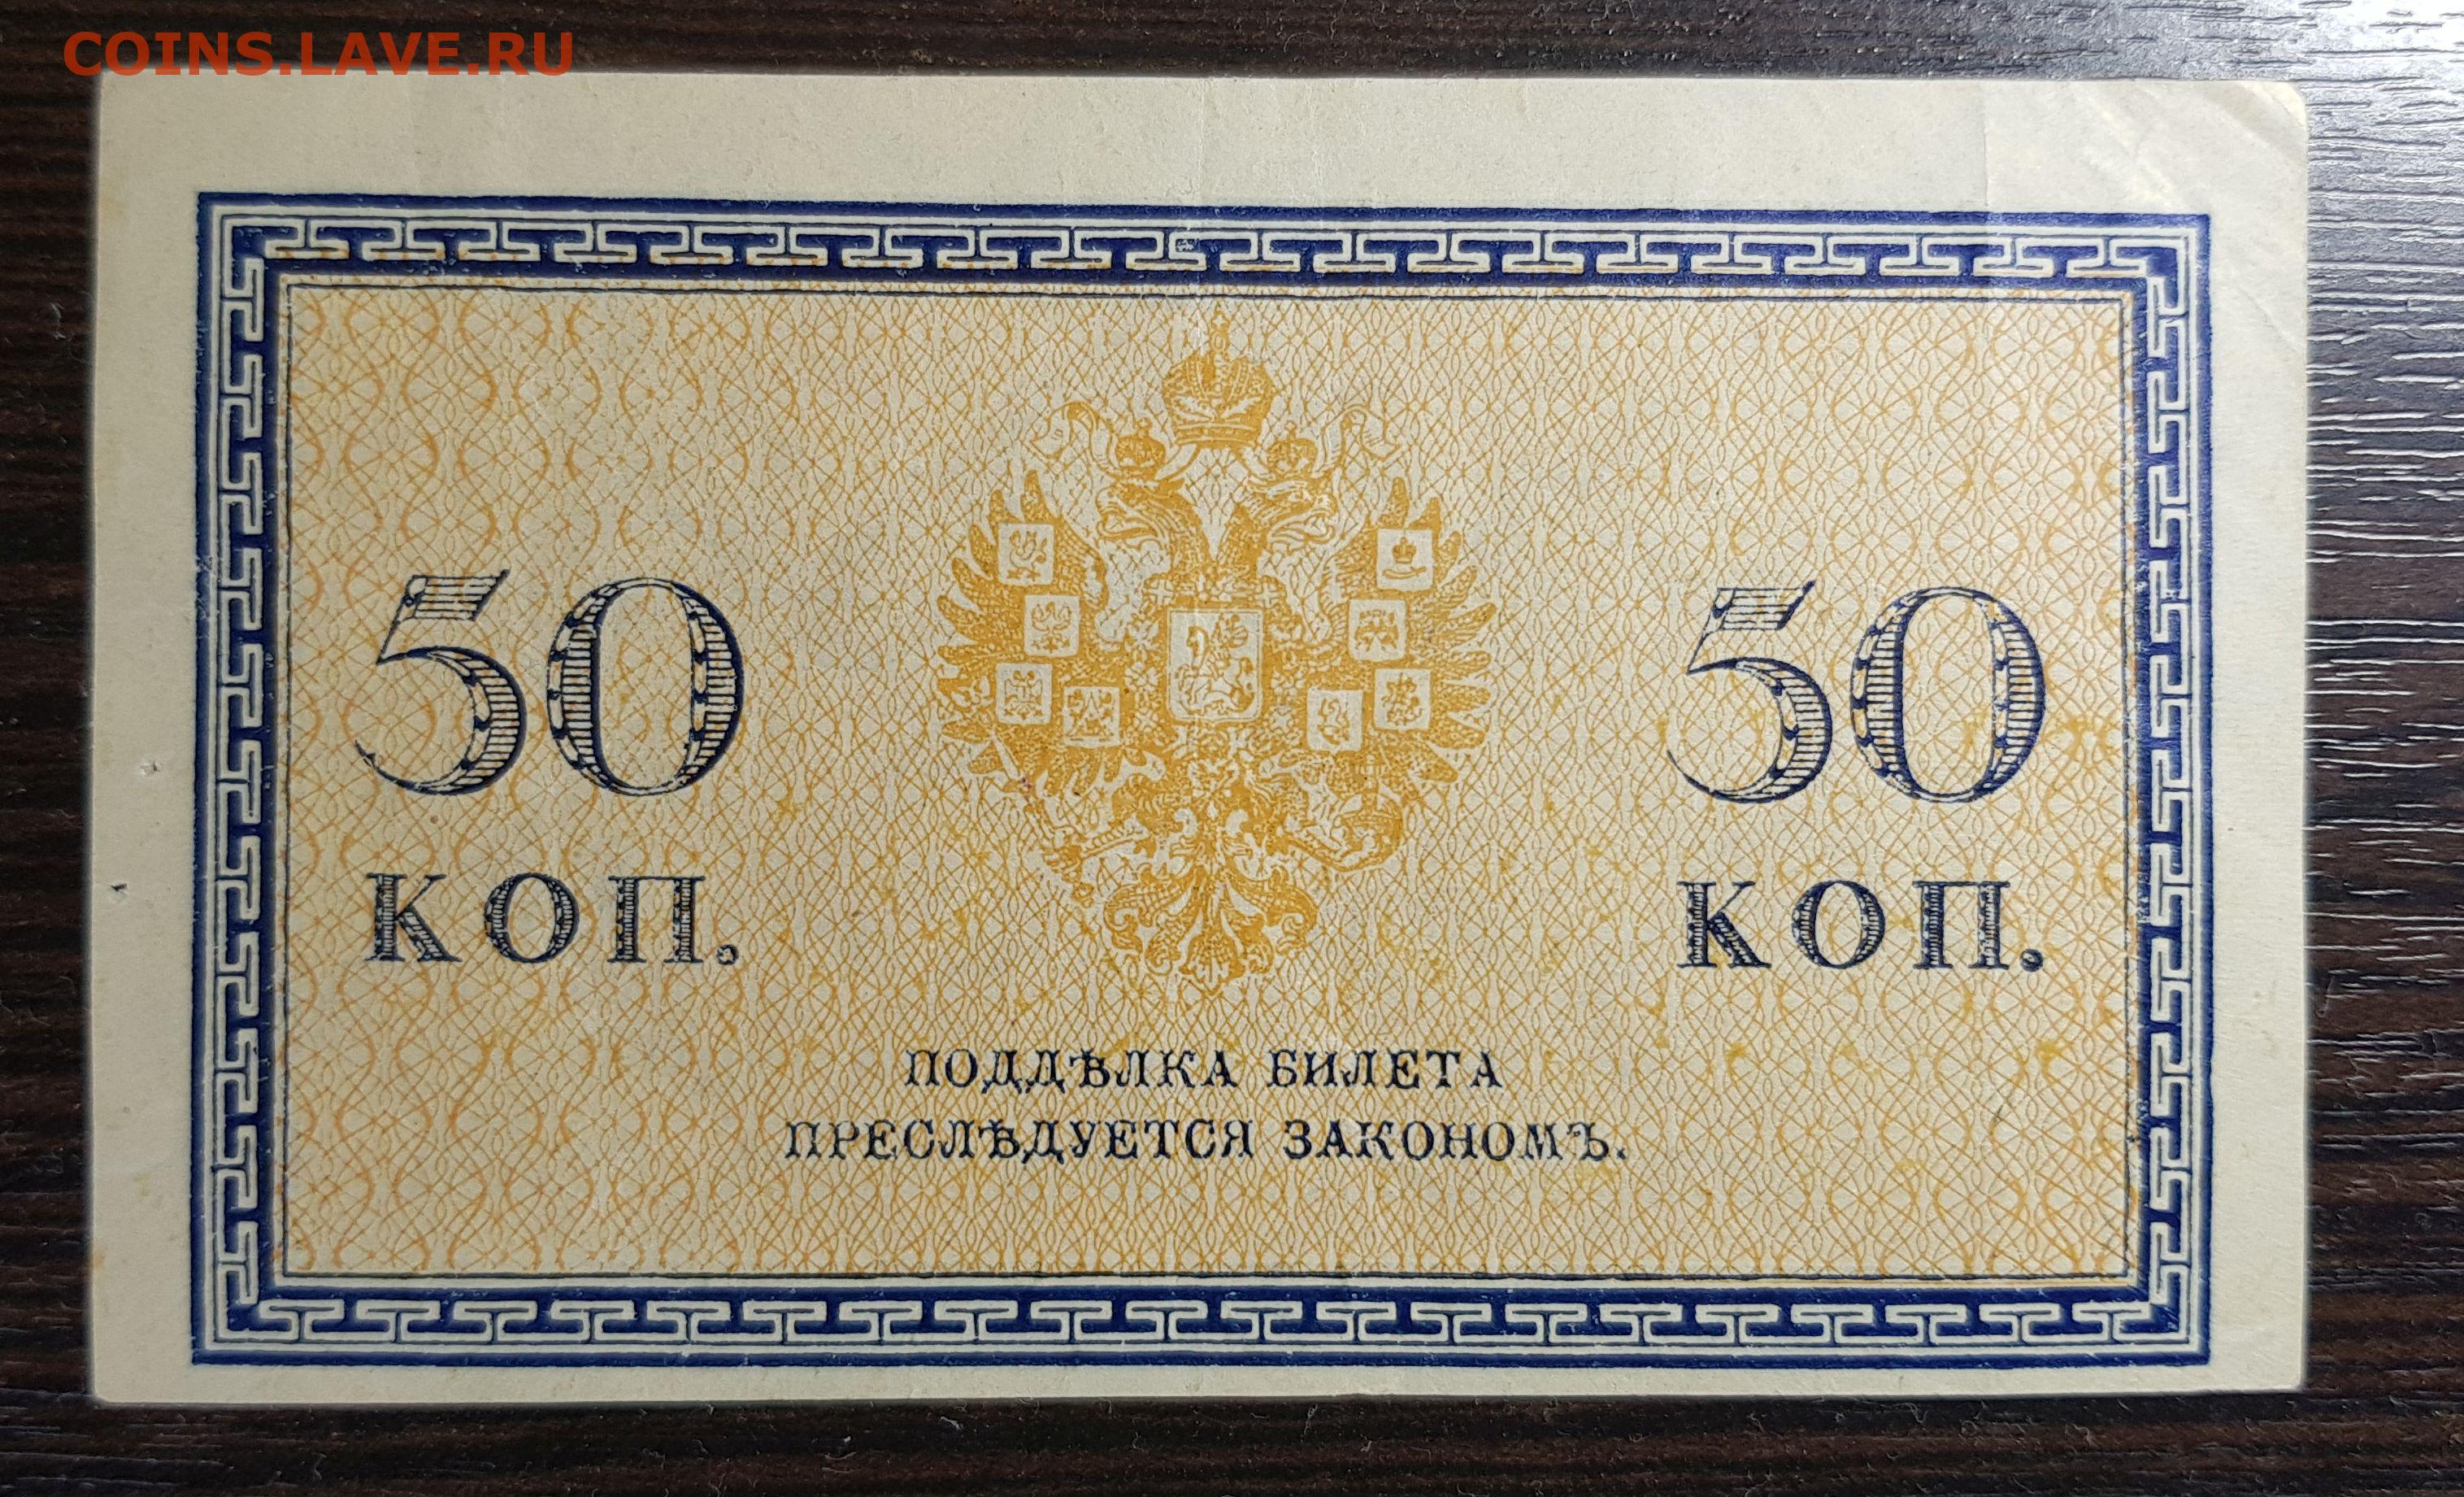 COINS.LAVE.RU
50 50
КОП. КОП.
ПОДДѢЛКА БИЛЕТА
ПРЕСЛѢДУЕТСЯ ЗАКОНОМЪ.